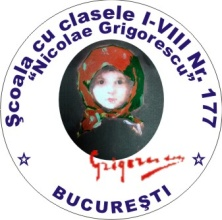 Şcoala cu clasele I-VIII Nr. 177
"Nicolae Grigorescu"
Grigorescu
BUCUREŞTI